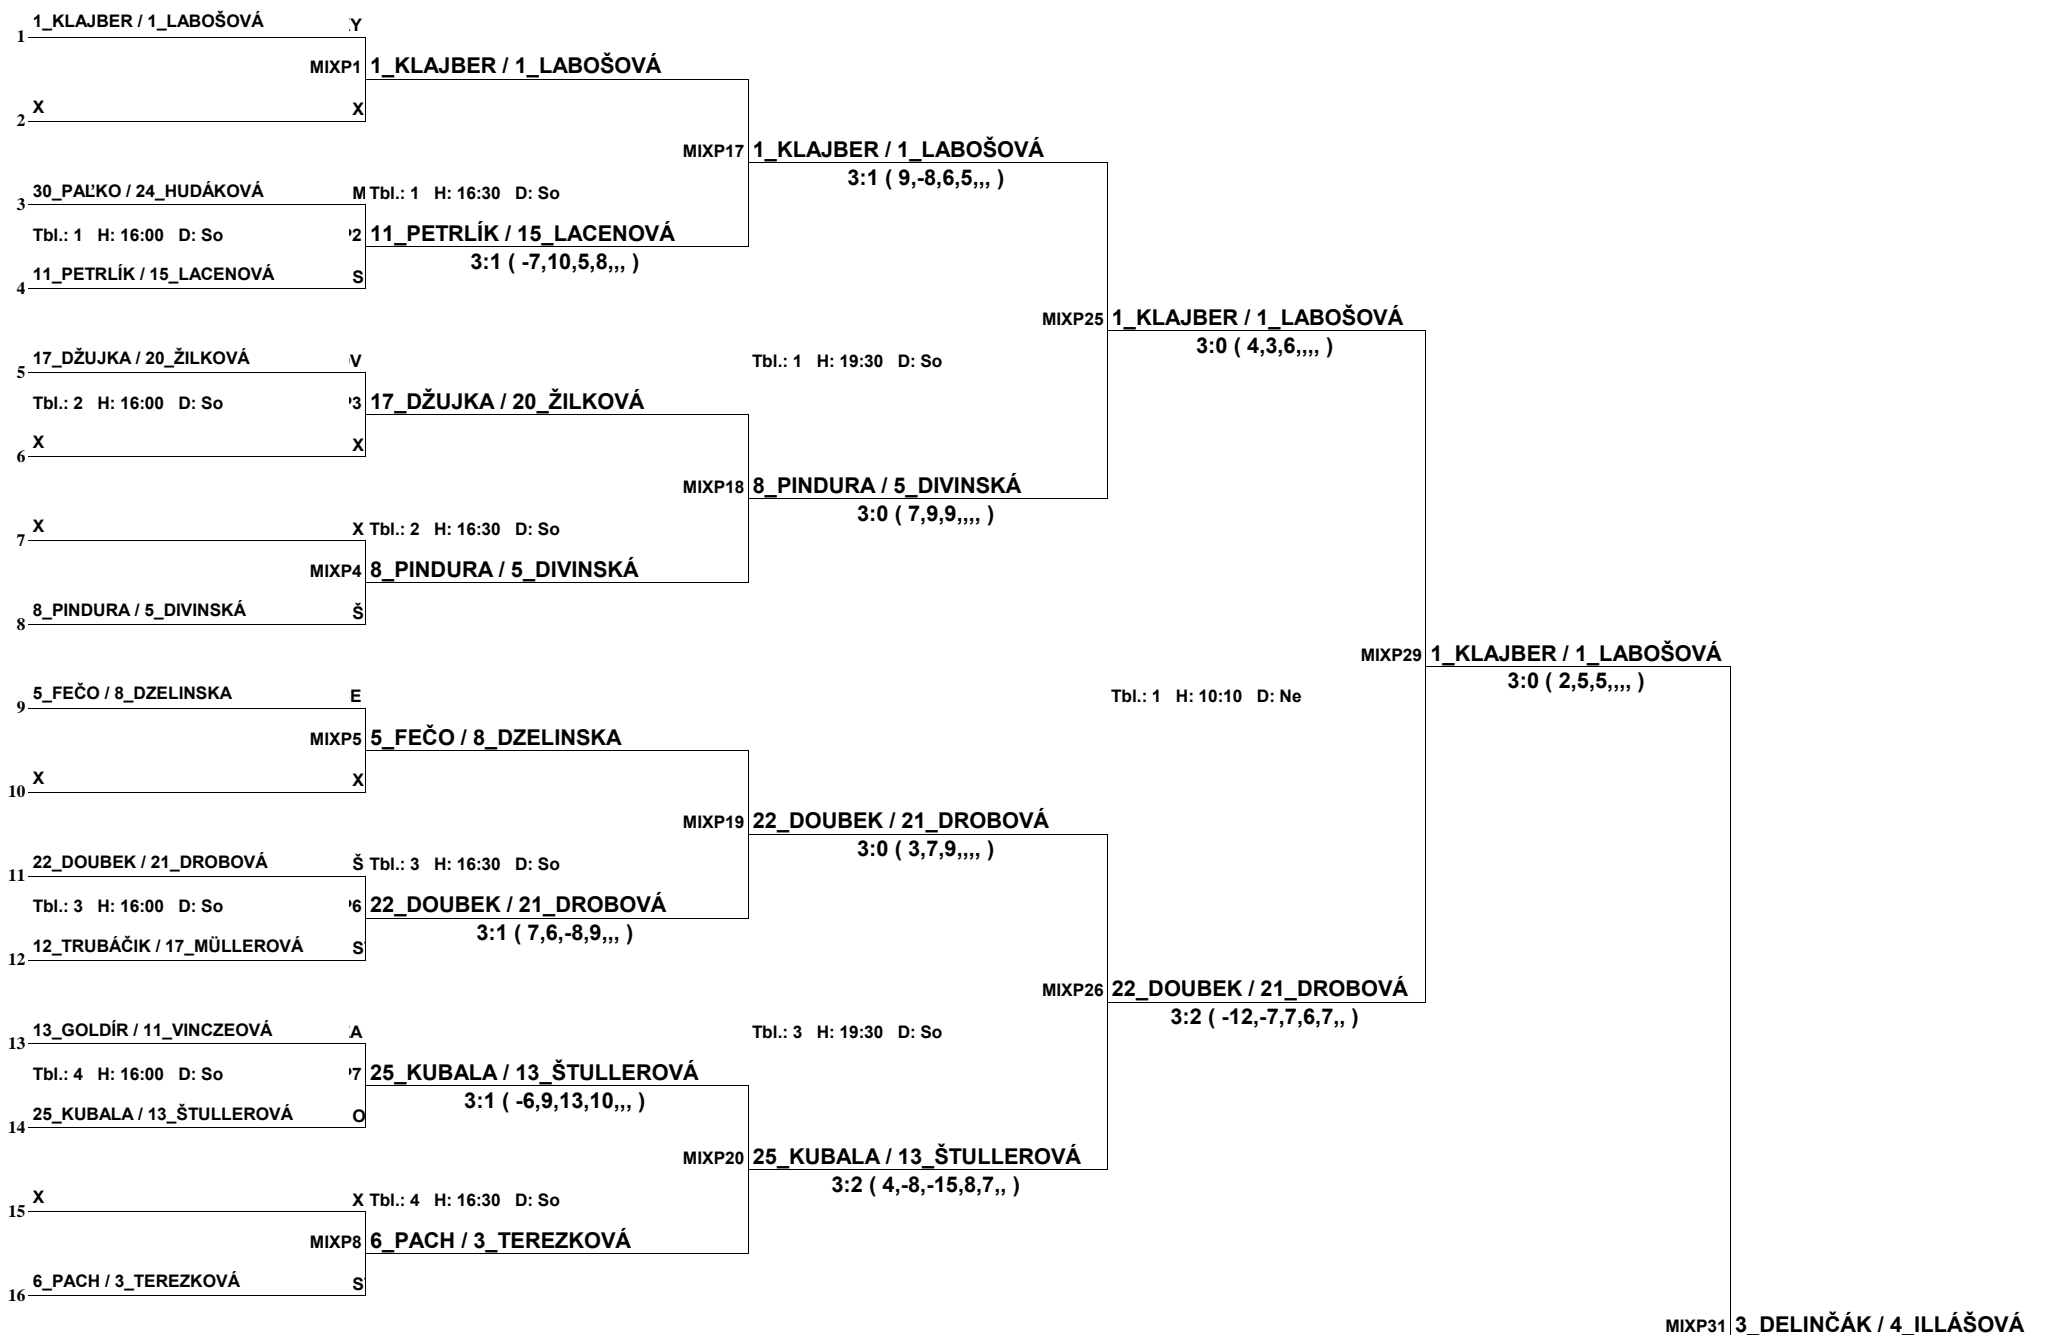 1_KLAJBER / 1_LABOŠOVÁ Y
1
MIXP1 1_KLAJBER / 1_LABOŠOVÁ
X X
2
MIXP17 1_KLAJBER / 1_LABOŠOVÁ
3:1 ( 9,-8,6,5,,, )
30_PAĽKO / 24_HUDÁKOVÁ M Tbl.: 1 H: 16:30 D: So
3
Tbl.: 1 H: 16:00 D: So P2 11_PETRLÍK / 15_LACENOVÁ
3:1 ( -7,10,5,8,,, )
11_PETRLÍK / 15_LACENOVÁ S
4
MIXP25 1_KLAJBER / 1_LABOŠOVÁ
3:0 ( 4,3,6,,,, )
17_DŽUJKA / 20_ŽILKOVÁ V Tbl.: 1 H: 19:30 D: So
5
Tbl.: 2 H: 16:00 D: So P3 17_DŽUJKA / 20_ŽILKOVÁ
X X
6
MIXP18 8_PINDURA / 5_DIVINSKÁ
3:0 ( 7,9,9,,,, )
X X Tbl.: 2 H: 16:30 D: So
7
MIXP4 8_PINDURA / 5_DIVINSKÁ
8_PINDURA / 5_DIVINSKÁ Š
8
MIXP29 1_KLAJBER / 1_LABOŠOVÁ
3:0 ( 2,5,5,,,, )
5_FEČO / 8_DZELINSKA E Tbl.: 1 H: 10:10 D: Ne
9
MIXP5 5_FEČO / 8_DZELINSKA
X X
10
MIXP19 22_DOUBEK / 21_DROBOVÁ
3:0 ( 3,7,9,,,, )
22_DOUBEK / 21_DROBOVÁ Š Tbl.: 3 H: 16:30 D: So
11
Tbl.: 3 H: 16:00 D: So P6 22_DOUBEK / 21_DROBOVÁ
3:1 ( 7,6,-8,9,,, )
12_TRUBÁČIK / 17_MÜLLEROVÁ S
12
MIXP26 22_DOUBEK / 21_DROBOVÁ
3:2 ( -12,-7,7,6,7,, )
13_GOLDÍR / 11_VINCZEOVÁ A Tbl.: 3 H: 19:30 D: So
13
Tbl.: 4 H: 16:00 D: So P7 25_KUBALA / 13_ŠTULLEROVÁ
3:1 ( -6,9,13,10,,, )
25_KUBALA / 13_ŠTULLEROVÁ O
14
MIXP20 25_KUBALA / 13_ŠTULLEROVÁ
3:2 ( 4,-8,-15,8,7,, )
X X Tbl.: 4 H: 16:30 D: So
15
MIXP8 6_PACH / 3_TEREZKOVÁ
6_PACH / 3_TEREZKOVÁ S
16
MIXP31 3_DELINČÁK / 4_ILLÁŠOVÁ